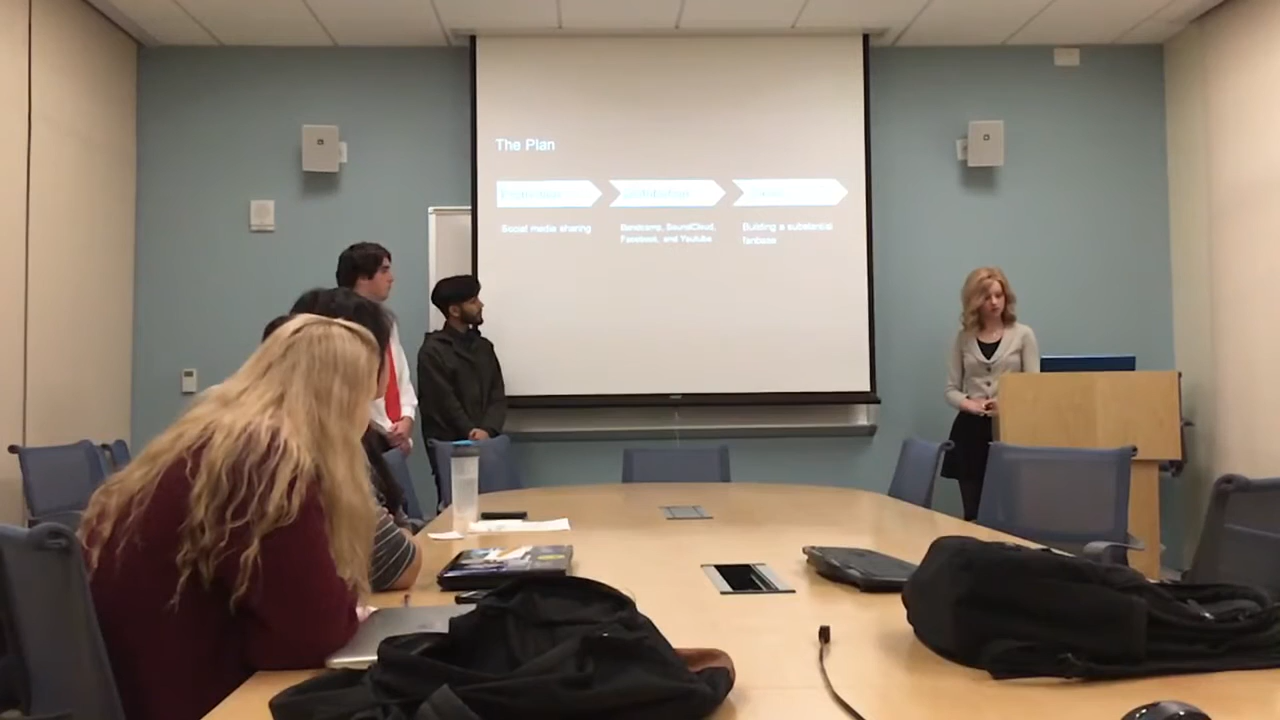 The Plan
Social media sharing
Bandcamp, SoundCloud,
Facebook, and Youtube
Building a substantial
fanbase